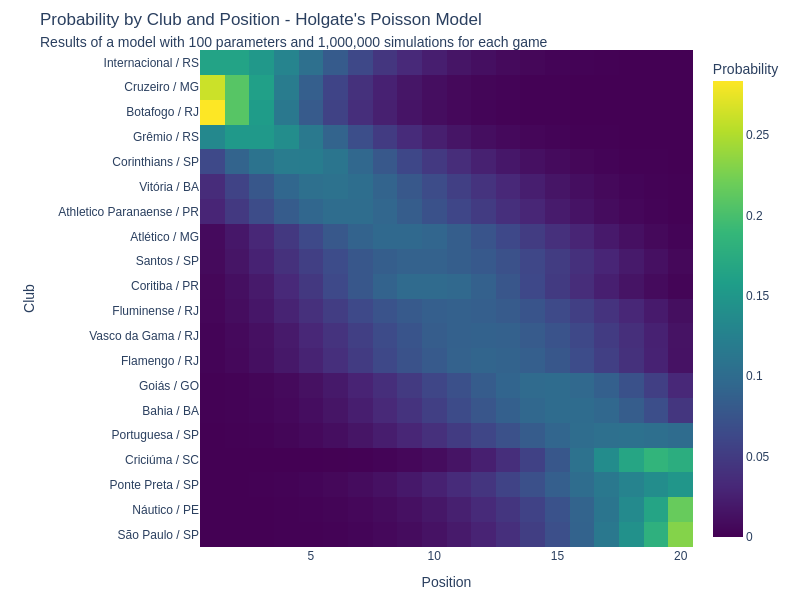 Probability by Club and Position - Holgate's Poisson Model
Results of a model with 100 parameters and 1,000,000 simulations for each game
Internacional / RS
Cruzeiro / MG
Botafogo / RJ
Grêmio / RS
Corinthians / SP
Vitória / BA
Athletico Paranaense / PR
Atlético / MG
Santos / SP
Coritiba / PR
Fluminense / RJ
Vasco da Gama / RJ
Flamengo / RJ
Goiás / GO
Bahia / BA
Portuguesa / SP
Criciúma / SC
Ponte Preta / SP
Náutico / PE
São Paulo / SP
Club
5 10 15 20
Position
Probability
0.25
0.2
0.15
0.1
0.05
0